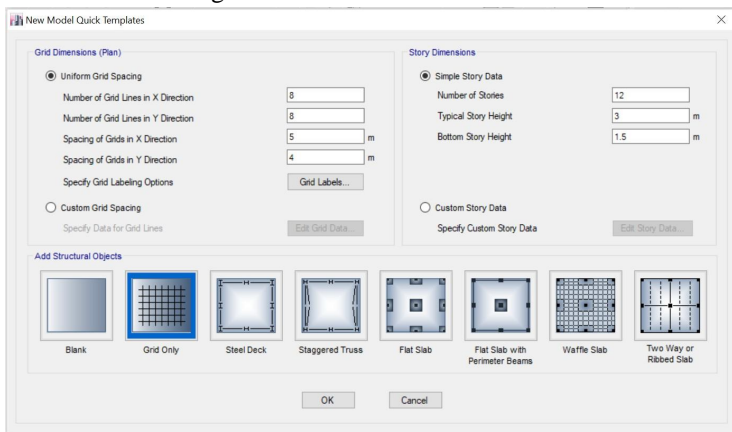 New Model Quick Templates
Grid Dimensions (Plan)
Uniform Grid Spacing
Number of Grid Lines in X Direction 8
Number of Grid Lines in Y Direction 8
Spacing of Grids in X Direction 5 m
Spacing of Grids in Y Direction 4 m
Specify Grid Labeling Options Grid Labels...
Custom Grid Spacing
Specify Data for Grid Lines Edit Grid Data...
Story Dimensions
Simple Story Data
Number of Stories 12
Typical Story Height 3 m
Bottom Story Height 1.5 m
Custom Story Data
Specify Custom Story Data Edit Story Data...
Add Structural Objects
Blank
Grid Only
Steel Deck
Staggered Truss
Flat Slab
Flat Slab with
Perimeter Beams
Waffle Slab
Two Way or
Ribbed Slab
OK Cancel